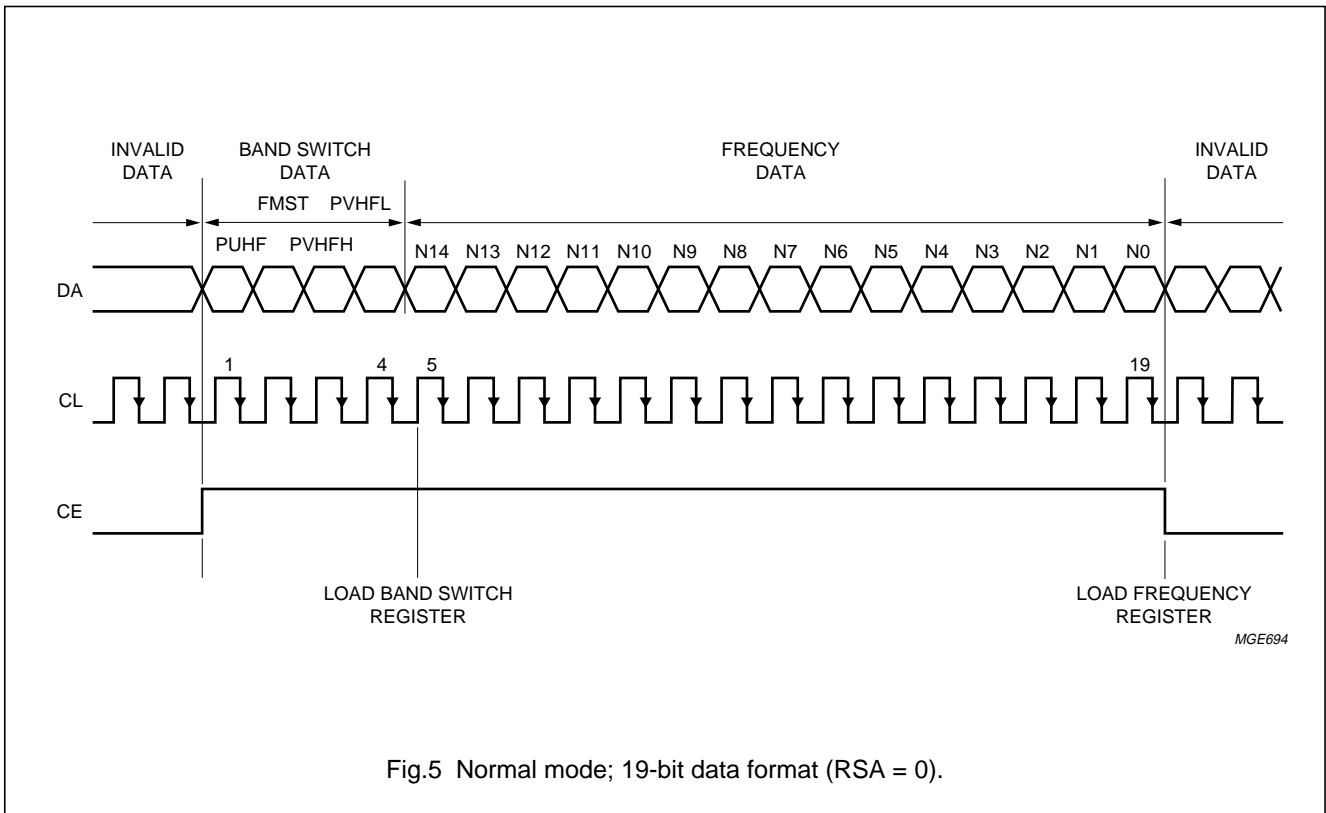 INVALID DATA
BAND SWITCH DATA
FREQUENCY DATA
INVALID DATA
FMST PVHFL
PUHF PVHFH
N14 N13 N12 N11 N10 N9 N8 N7 N6 N5 N4 N3 N2 N1 N0
DA
1 4 5 19
CL
CE
LOAD BAND SWITCH REGISTER
LOAD FREQUENCY REGISTER
MGE694
Fig.5 Normal mode; 19-bit data format (RSA = 0).